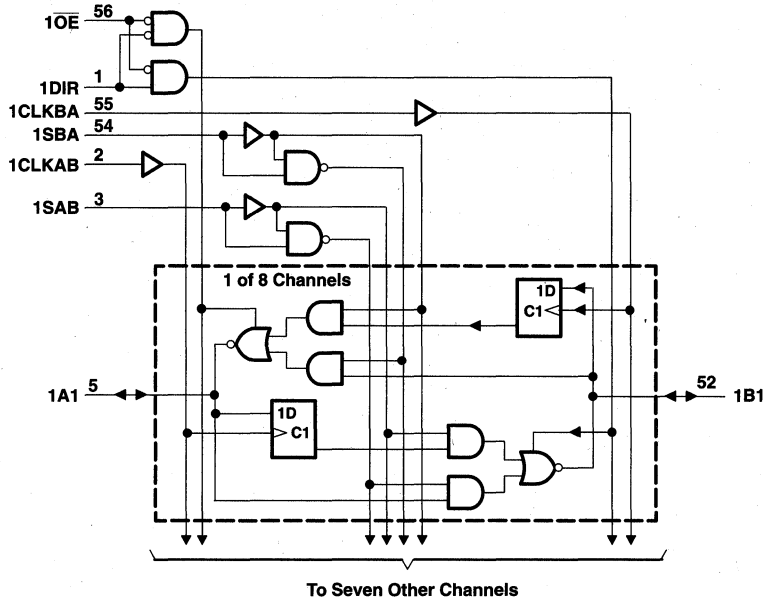 1O̅E̅ 56
1DIR 1
1CLKBA 55
1SBA 54
1CLKAB 2
1SAB 3
1 of 8 Channels
1D
C1
1A1 5
52 1B1
1D
C1
To Seven Other Channels